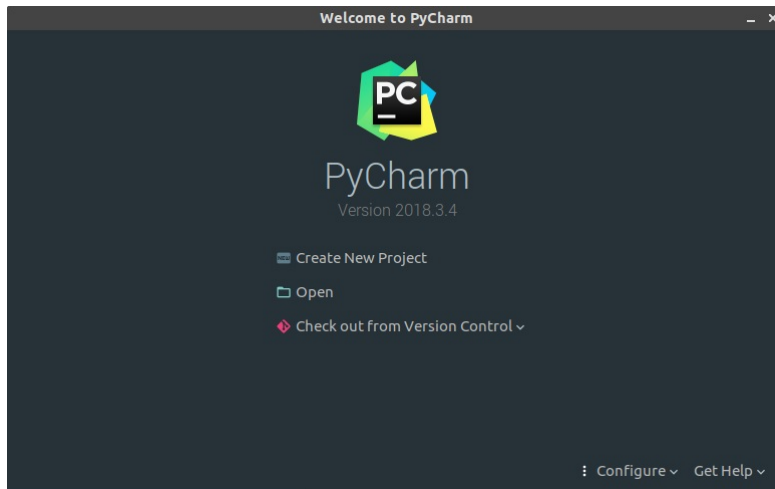 Welcome to PyCharm
PC
PyCharm
Version 2018.3.4
NEW Create New Project
Open
Check out from Version Control
Configure Get Help